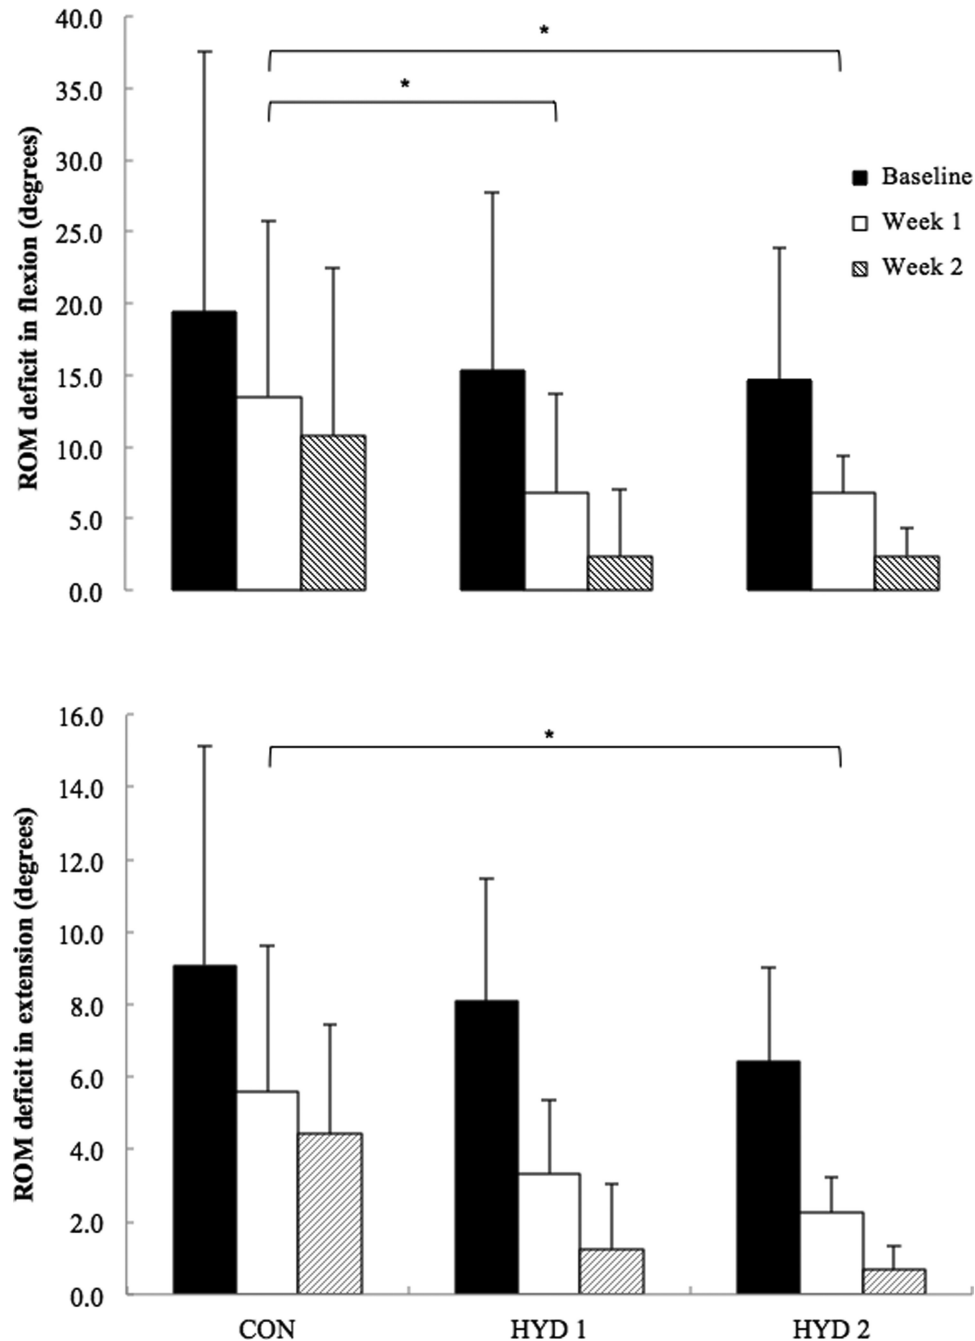 ROM deficit in flexion (degrees)
40.0
35.0
30.0
25.0
20.0
15.0
10.0
5.0
0.0
*
*
Baseline
Week 1
Week 2
ROM deficit in extension (degrees)
16.0
14.0
12.0
10.0
8.0
6.0
4.0
2.0
0.0
*
CON
HYD 1
HYD 2